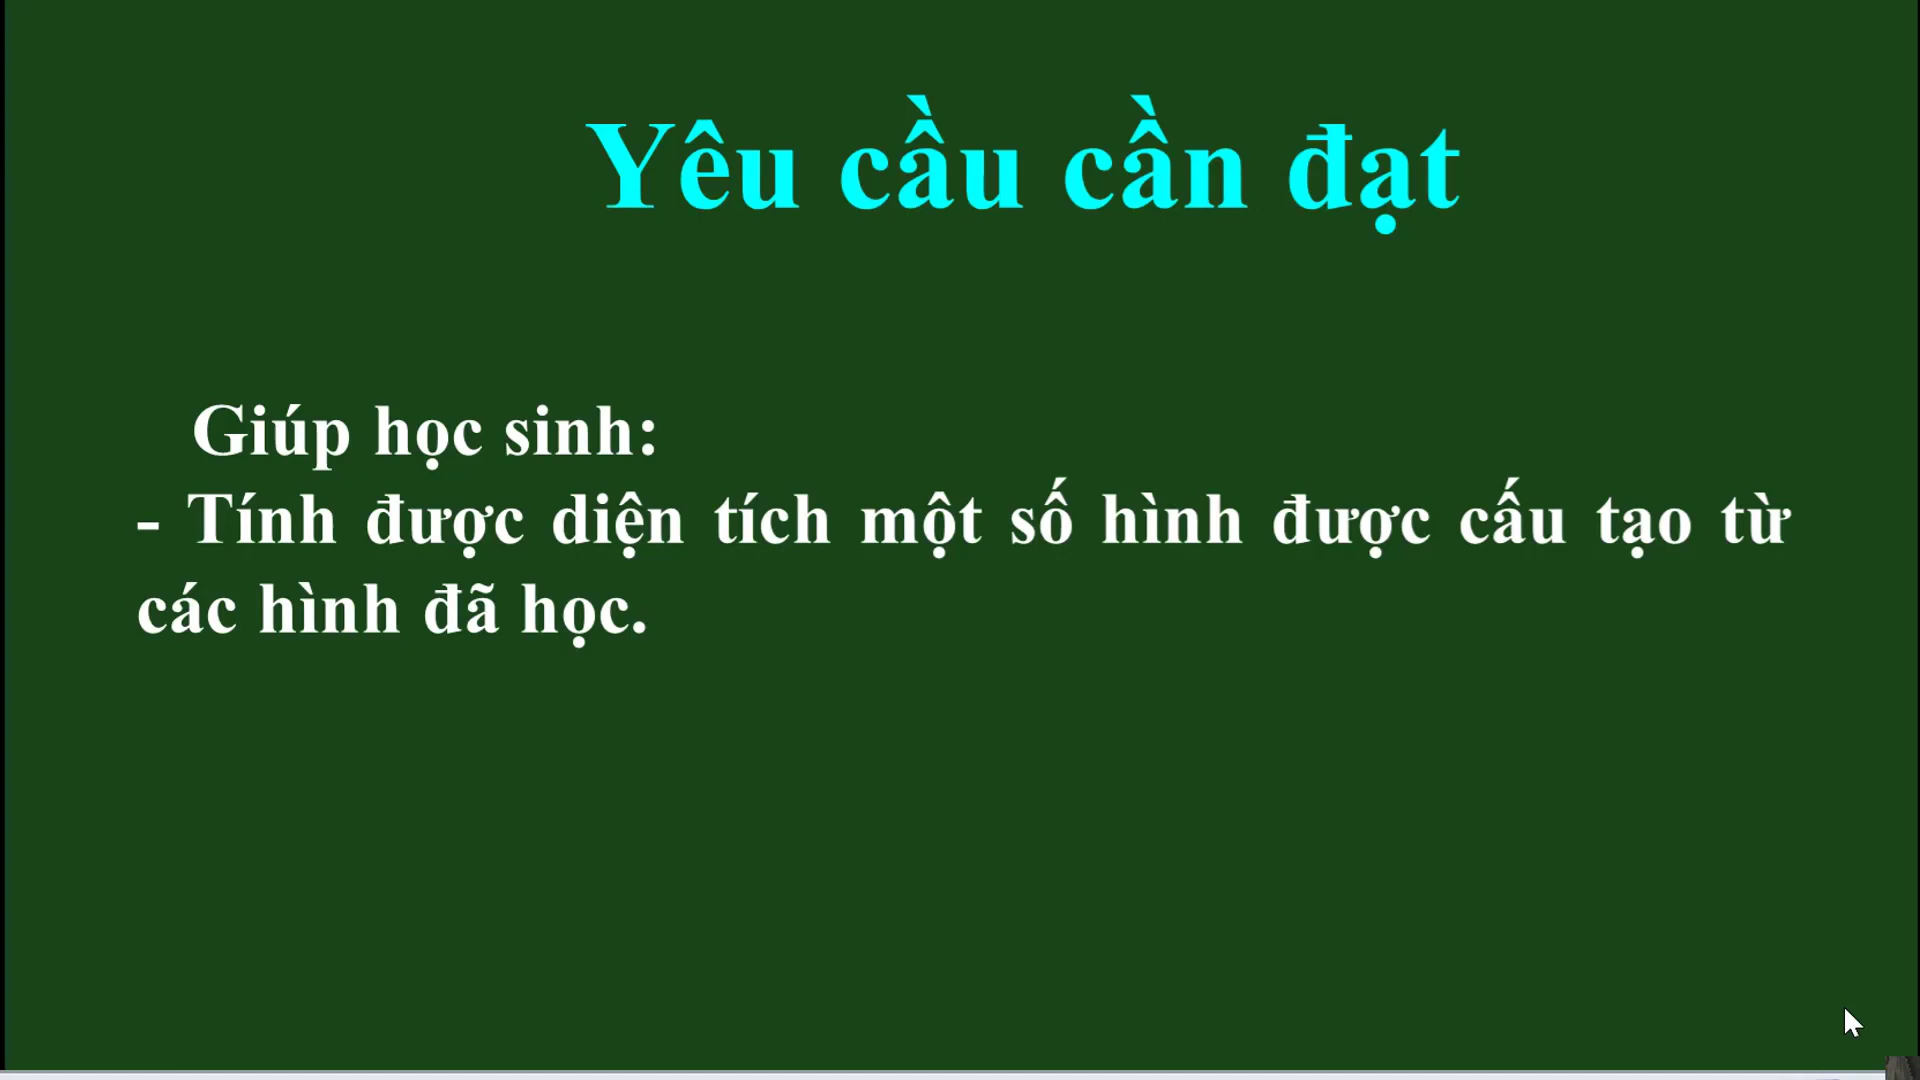 Yêu cầu cần đạt
Giúp học sinh:
- Tính được diện tích một số hình được cấu tạo từ
các hình đã học.